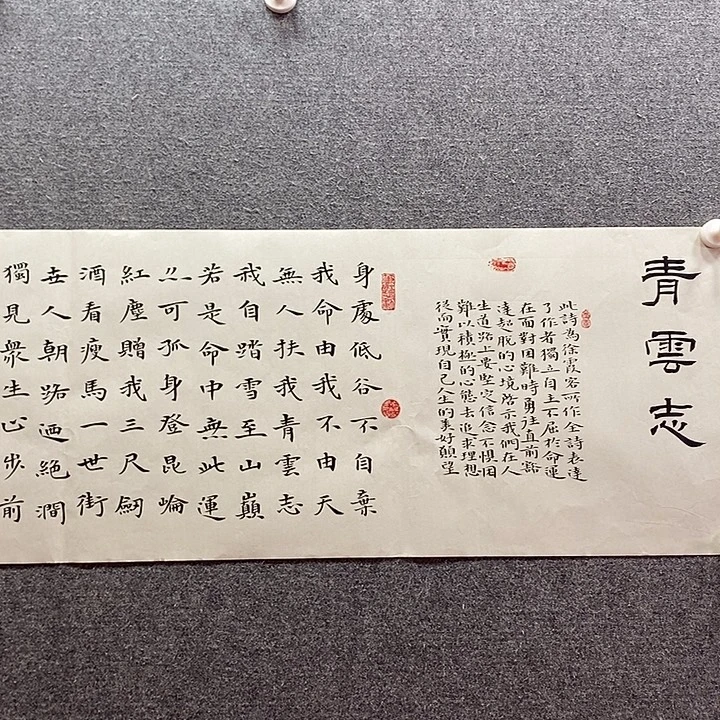 青雲志
此詩為徐霞客所作全詩表達
了作者獨立自主不屈於命運
在面對困難時勇往直前豁
達超脫的心境啓示我們在人
生道路上要堅定信念不懼困
難以積極的心態去追求理想
從而實現自己人生的美好顛望
身處低谷不自棄
我命由我不由天
無人扶我青雲志
我自踏雪至山巔
若是命中無此運
亦可孤身登昆崘
紅塵贈我三尺劍
酒看瘦馬一世街
世人朝路迺絕澗
獨見眾生止步前